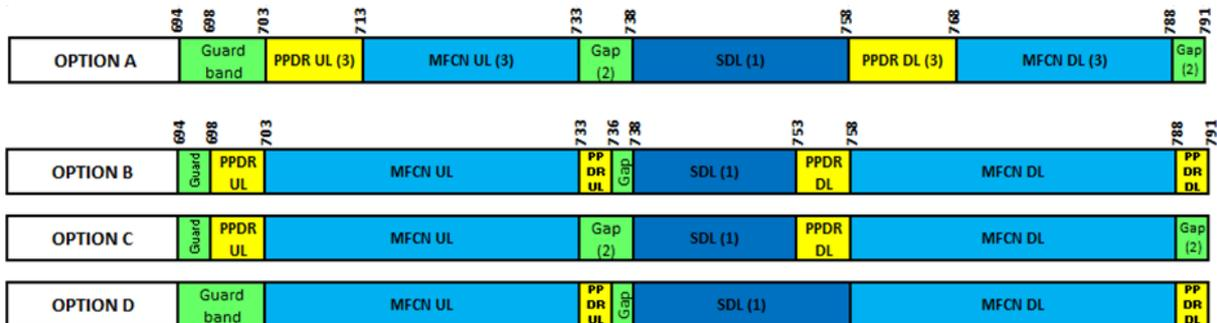 694 698 703 713 733 738 758 768 788 791
OPTION A Guard band PPDR UL (3) MFCN UL (3) Gap (2) SDL (1) PPDR DL (3) MFCN DL (3) Gap (2)
694 698 703 733 736 738 753 758 788 791
OPTION B Guard PPDR UL MFCN UL PP DR UL Gap SDL (1) PPDR DL MFCN DL PP DR DL
OPTION C Guard PPDR UL MFCN UL Gap (2) SDL (1) PPDR DL MFCN DL Gap (2)
OPTION D Guard band MFCN UL PP DR UL Gap SDL (1) MFCN DL PP DR DL